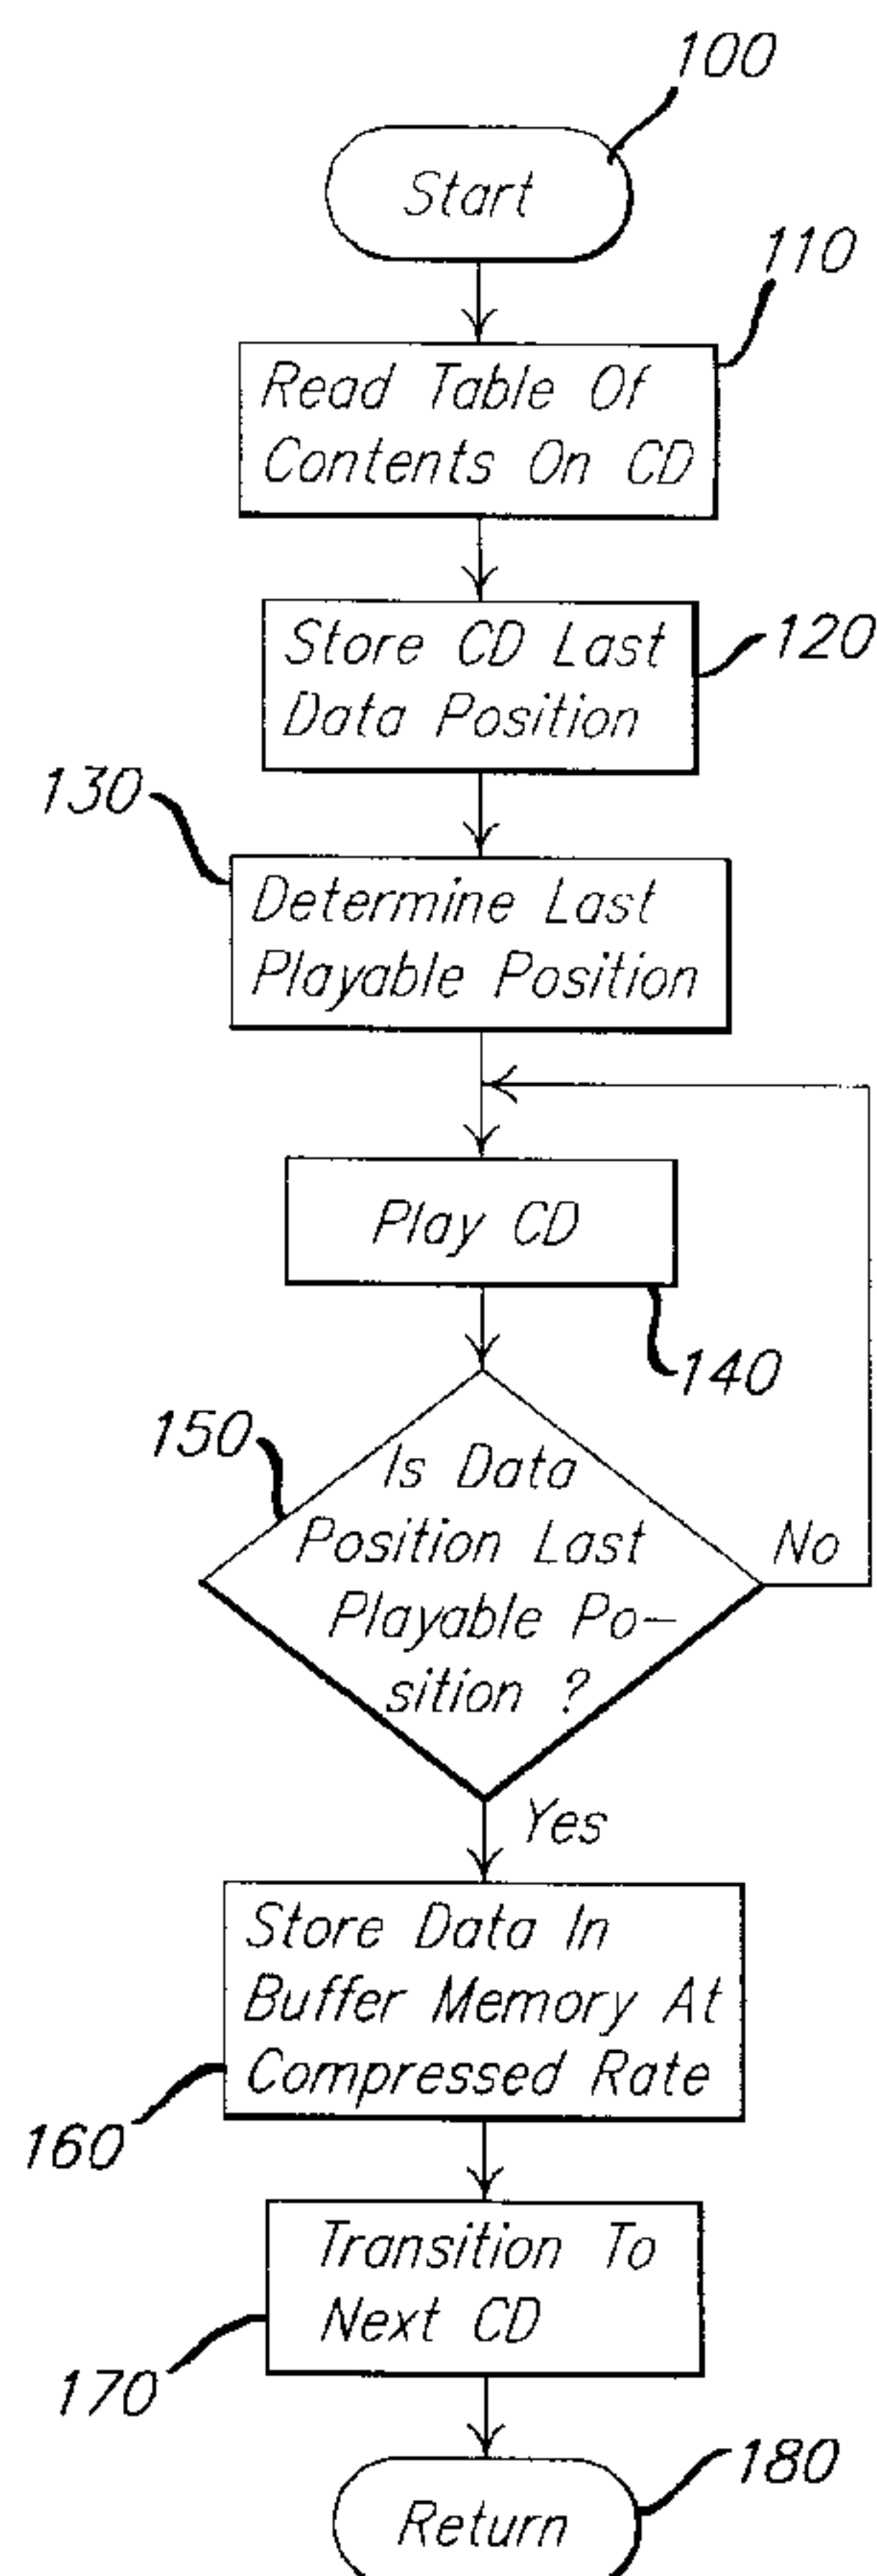 100
Start
110
Read Table Of
Contents On CD
Store CD Last
Data Position
120
130
Determine Last
Playable Position
Play CD
140
150
Is Data
Position Last
Playable Po-
sition ?
No
Yes
Store Data In
Buffer Memory At
Compressed Rate
160
Transition To
Next CD
170
180
Return